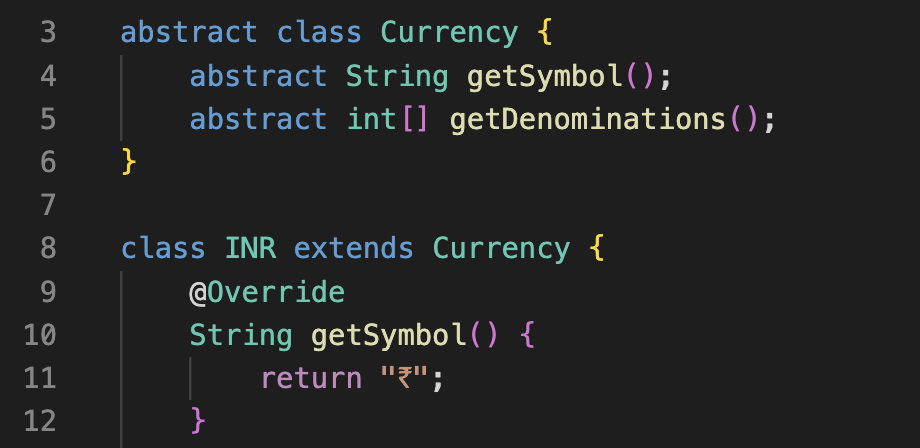 3 abstract class Currency {
4 abstract String getSymbol();
5 abstract int[] getDenominations();
6 }
7
8 class INR extends Currency {
9 @Override
10 String getSymbol() {
11 return "₹";
12 }